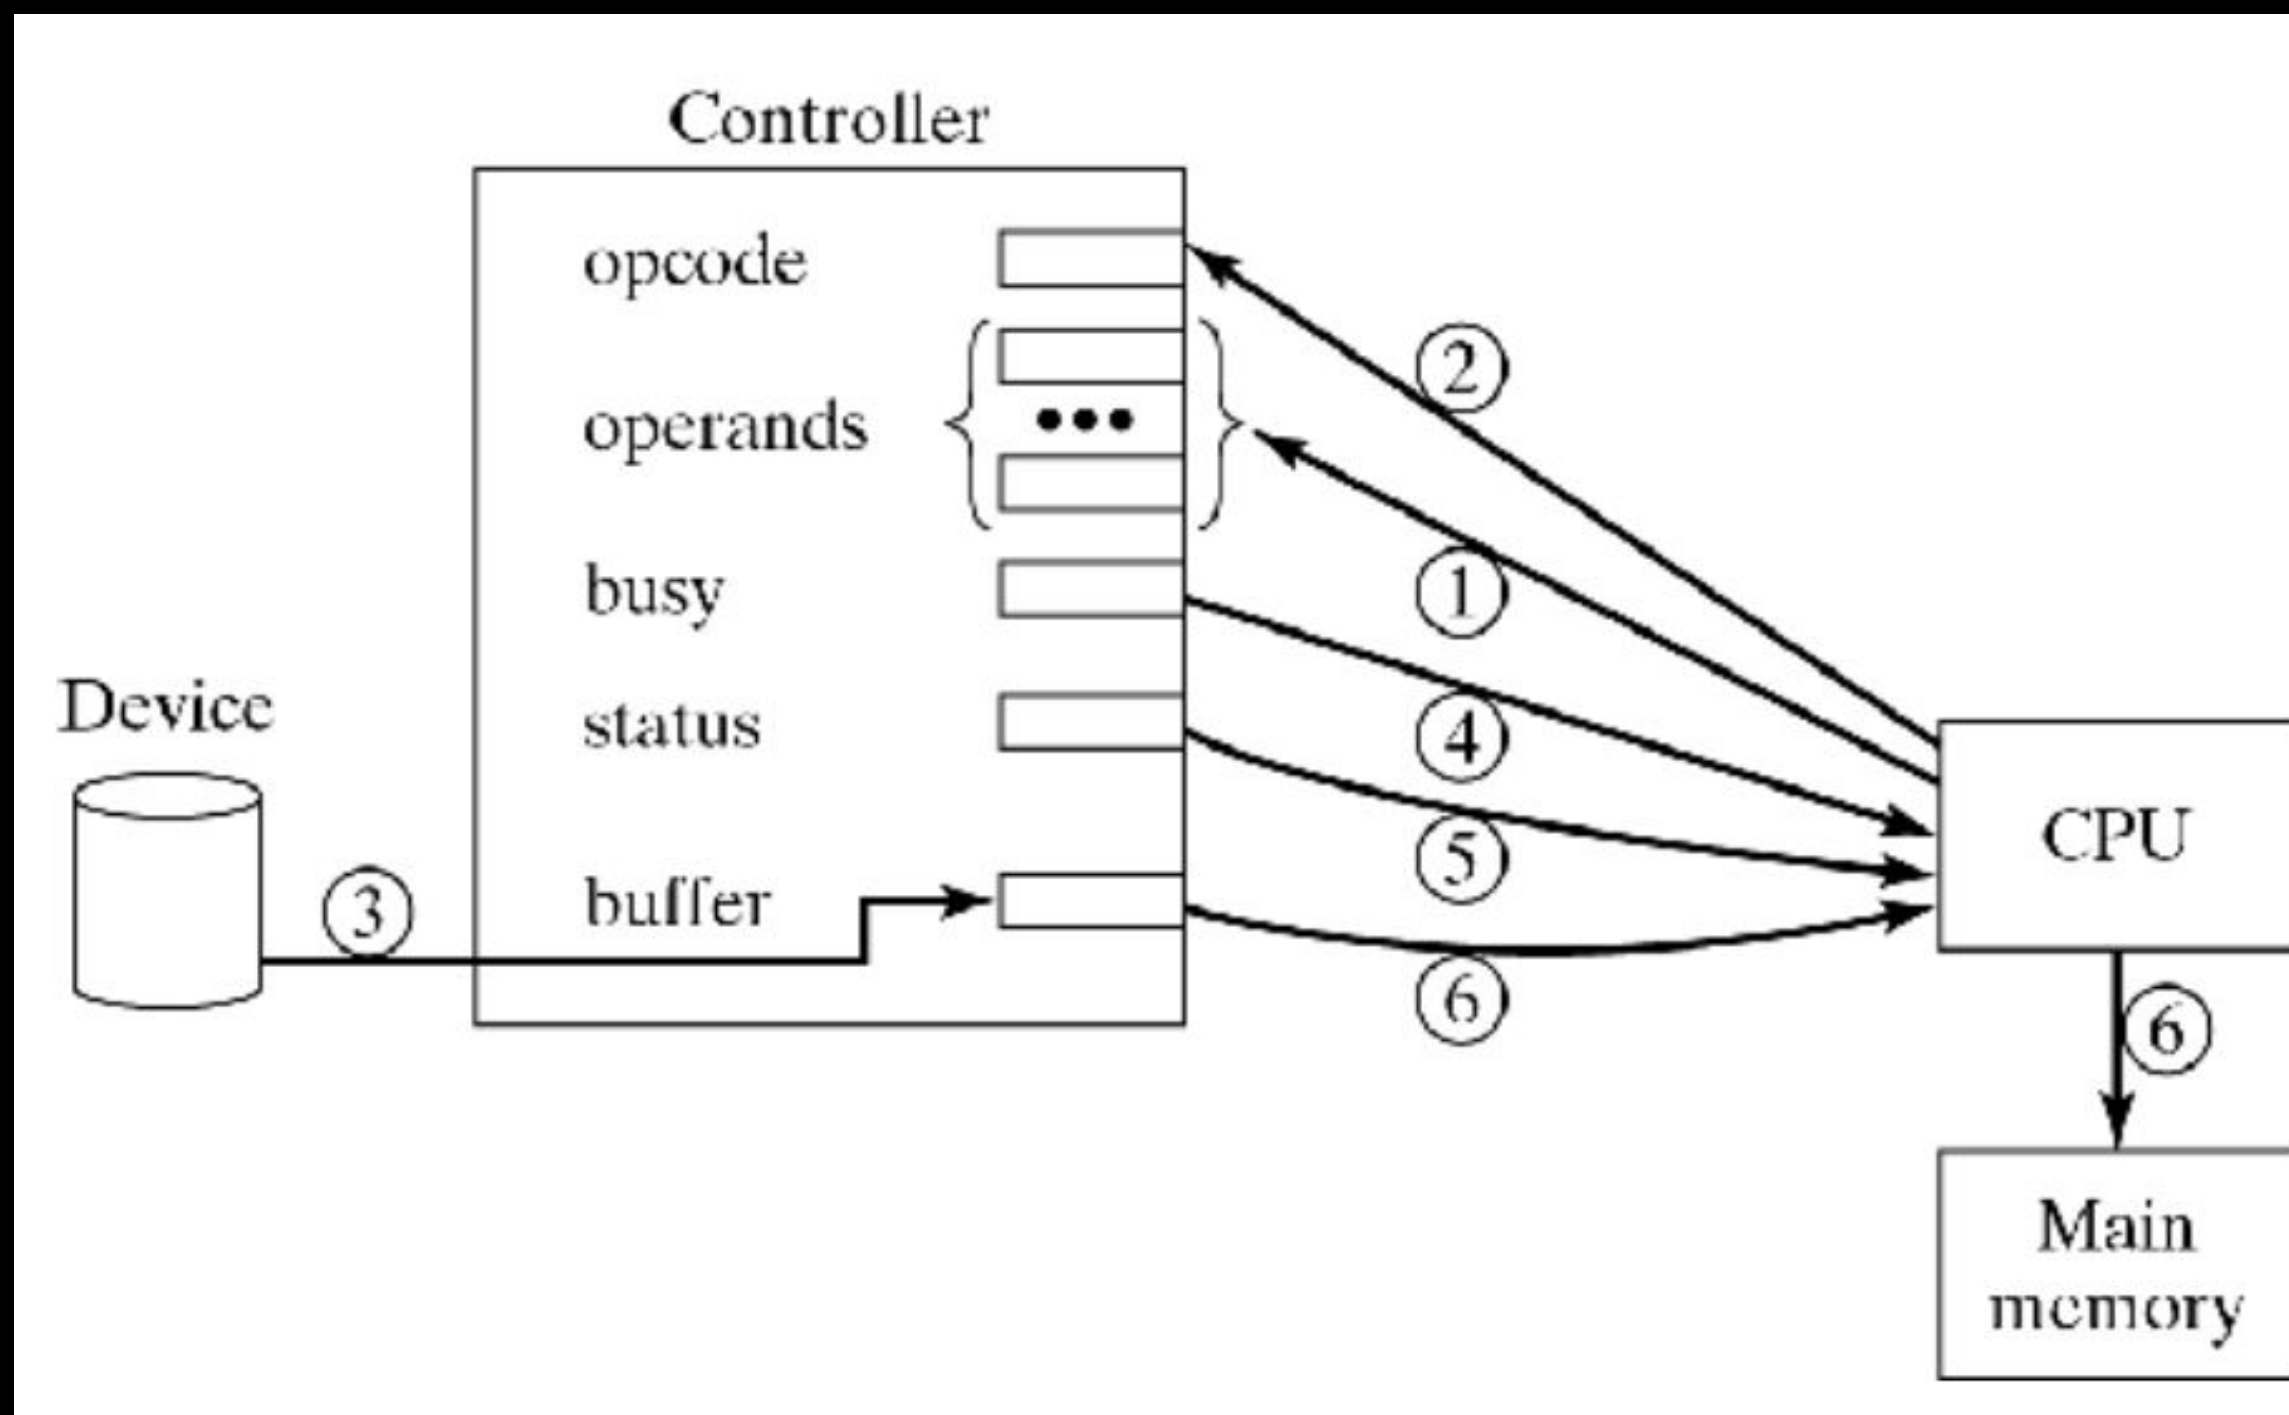 Controller
opcode
②
operands
①
busy
④
Device
status
⑤
CPU
③
buffer
⑥
⑥
Main
memory